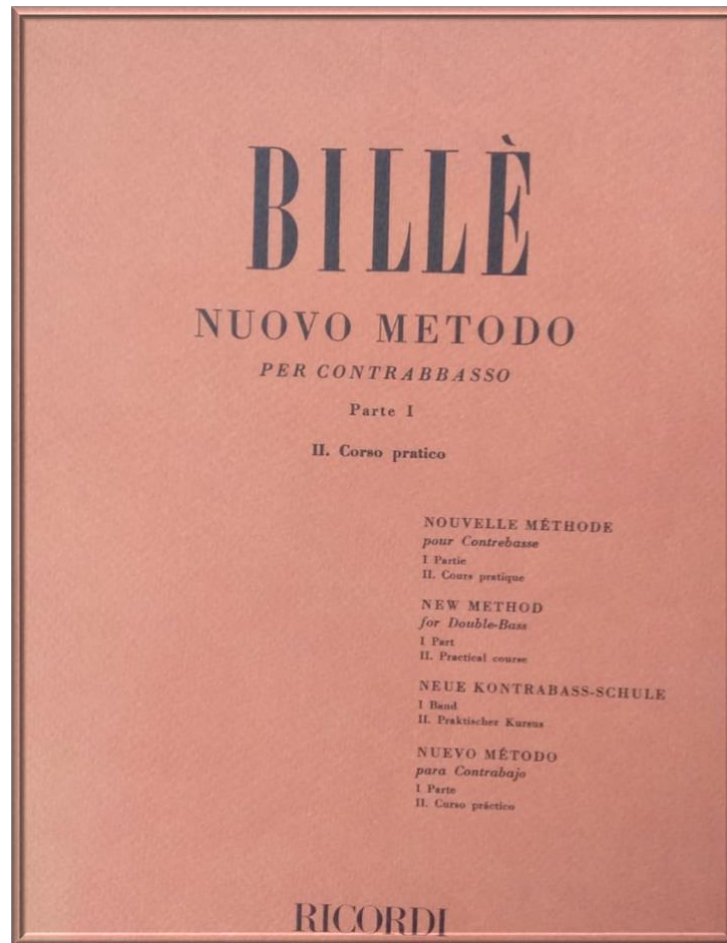 BILLÈ
NUOVO METODO
PER CONTRABBASSO
Parte I
II. Corso pratico
NOUVELLE MÉTHODE
pour Contrebasse
I Partie
II. Cours pratique
NEW METHOD
for Double-Bass
I Part
II. Practical course
NEUE KONTRABASS-SCHULE
I Band
II. Praktischer Kursus
NUEVO MÉTODO
para Contrabajo
I Parte
II. Curso práctico
RICORDI